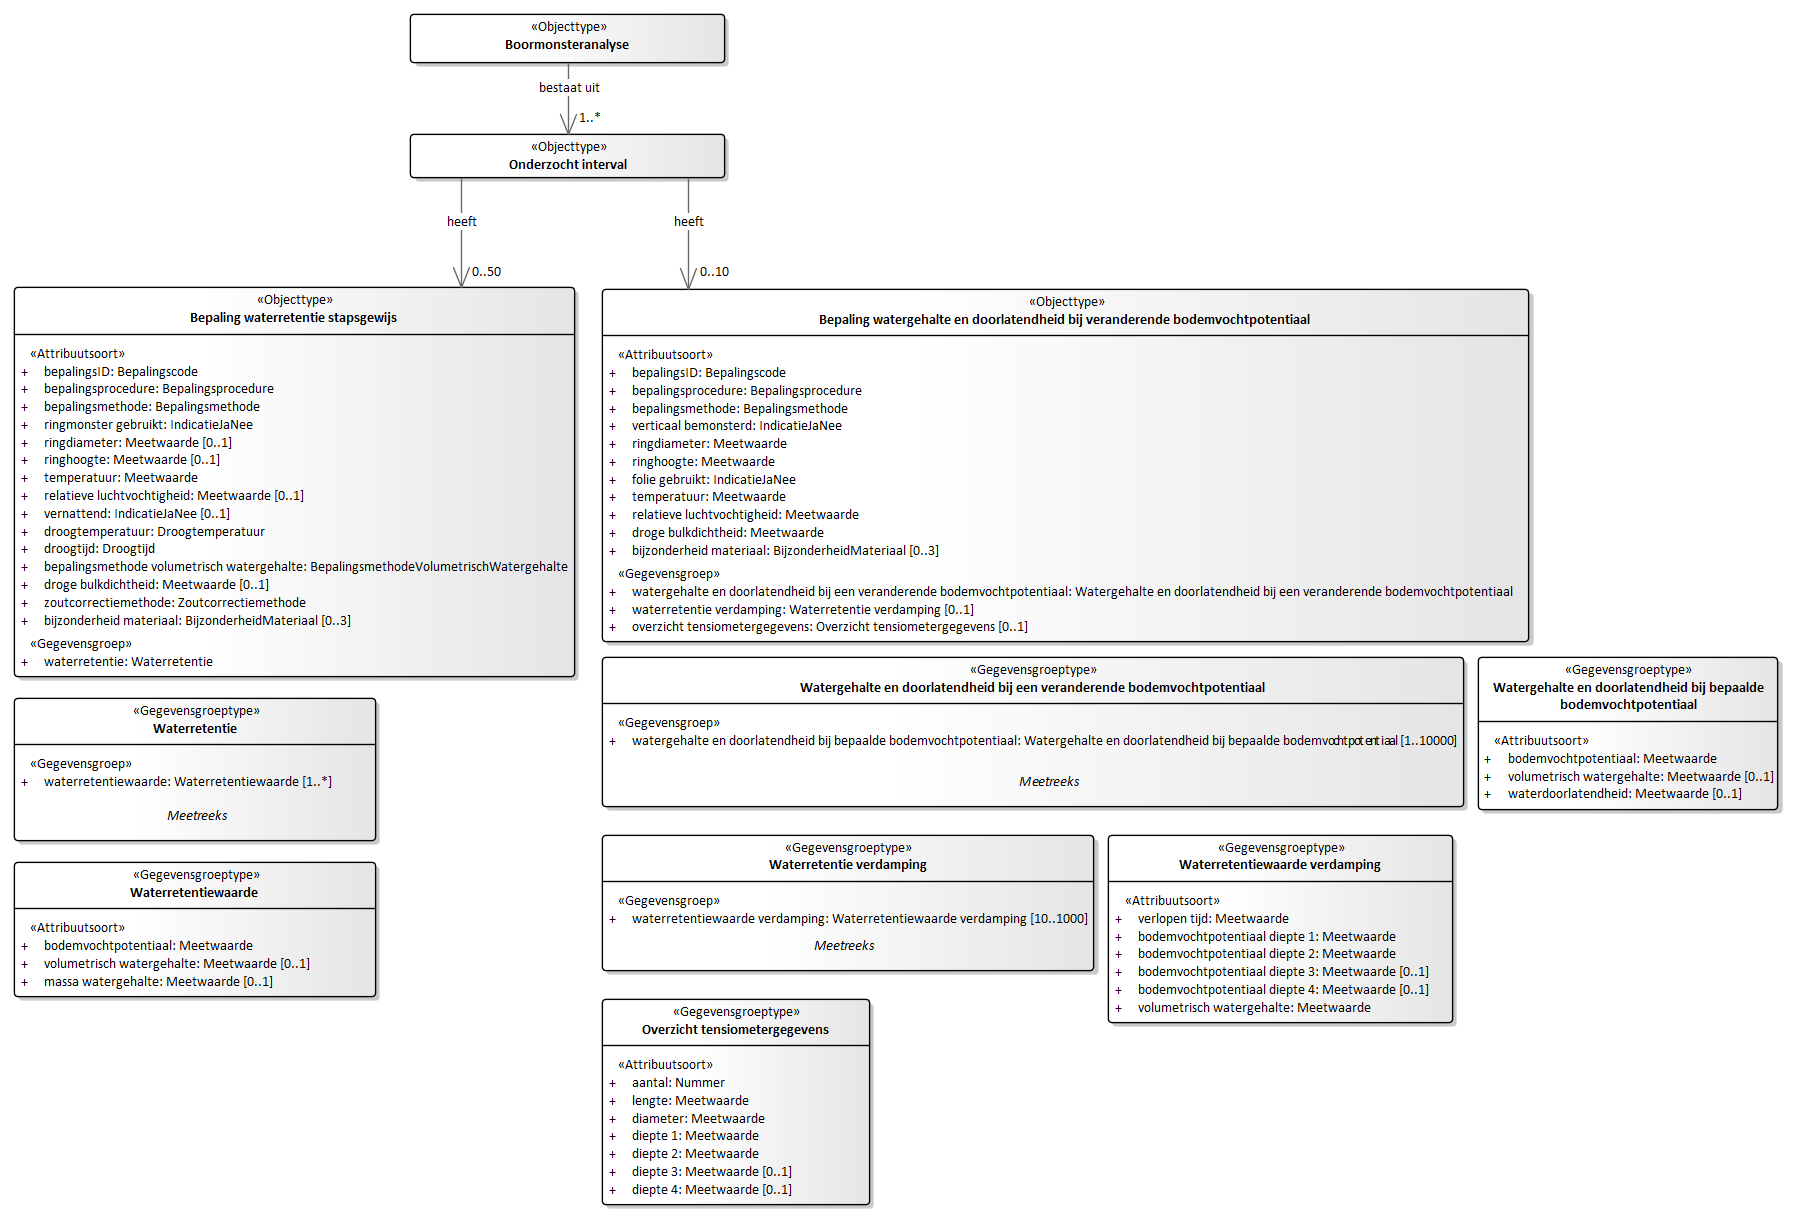 «Objecttype»
Boormonsteranalyse
bestaat uit
1..*
«Objecttype»
Onderzocht interval
heeft
0..50
heeft
0..10
«Objecttype»
Bepaling waterretentie stapsgewijs
«Attribuutsoort»
+ bepalingsID: Bepalingscode
+ bepalingsprocedure: Bepalingsprocedure
+ bepalingsmethode: Bepalingsmethode
+ ringmonster gebruikt: IndicatieJaNee
+ ringdiameter: Meetwaarde [0..1]
+ ringhoogte: Meetwaarde [0..1]
+ temperatuur: Meetwaarde
+ relatieve luchtvochtigheid: Meetwaarde [0..1]
+ vernattend: IndicatieJaNee [0..1]
+ droogtemperatuur: Droogtemperatuur
+ droogtijd: Droogtijd
+ bepalingsmethode volumetrisch watergehalte: BepalingsmethodeVolumetrischWatergehalte
+ droge bulkdichtheid: Meetwaarde [0..1]
+ zoutcorrectiemethode: Zoutcorrectiemethode
+ bijzonderheid materiaal: BijzonderheidMateriaal [0..3]
«Gegevensgroep»
+ waterretentie: Waterretentie
«Objecttype»
Bepaling watergehalte en doorlatendheid bij veranderende bodemvochtpotentiaal
«Attribuutsoort»
+ bepalingsID: Bepalingscode
+ bepalingsprocedure: Bepalingsprocedure
+ bepalingsmethode: Bepalingsmethode
+ verticaal bemonsterd: IndicatieJaNee
+ ringdiameter: Meetwaarde
+ ringhoogte: Meetwaarde
+ folie gebruikt: IndicatieJaNee
+ temperatuur: Meetwaarde
+ relatieve luchtvochtigheid: Meetwaarde
+ droge bulkdichtheid: Meetwaarde
+ bijzonderheid materiaal: BijzonderheidMateriaal [0..3]
«Gegevensgroep»
+ watergehalte en doorlatendheid bij een veranderende bodemvochtpotentiaal: Watergehalte en doorlatendheid bij een veranderende bodemvochtpotentiaal
+ waterretentie verdamping: Waterretentie verdamping [0..1]
+ overzicht tensiometergegevens: Overzicht tensiometergegevens [0..1]
«Gegevensgroeptype»
Waterretentie
«Gegevensgroep»
+ waterretentiewaarde: Waterretentiewaarde [1..*]
Meetreeks
«Gegevensgroeptype»
Waterretentiewaarde
«Attribuutsoort»
+ bodemvochtpotentiaal: Meetwaarde
+ volumetrisch watergehalte: Meetwaarde [0..1]
+ massa watergehalte: Meetwaarde [0..1]
«Gegevensgroeptype»
Watergehalte en doorlatendheid bij een veranderende bodemvochtpotentiaal
«Gegevensgroep»
+ watergehalte en doorlatendheid bij bepaalde bodemvochtpotentiaal: Watergehalte en doorlatendheid bij bepaalde bodemvochtpotentiaal [1..10000]
Meetreeks
«Gegevensgroeptype»
Watergehalte en doorlatendheid bij bepaalde
bodemvochtpotentiaal
«Attribuutsoort»
+ bodemvochtpotentiaal: Meetwaarde
+ volumetrisch watergehalte: Meetwaarde [0..1]
+ waterdoorlatendheid: Meetwaarde [0..1]
«Gegevensgroeptype»
Waterretentie verdamping
«Gegevensgroep»
+ waterretentiewaarde verdamping: Waterretentiewaarde verdamping [10..1000]
Meetreeks
«Gegevensgroeptype»
Waterretentiewaarde verdamping
«Attribuutsoort»
+ verlopen tijd: Meetwaarde
+ bodemvochtpotentiaal diepte 1: Meetwaarde
+ bodemvochtpotentiaal diepte 2: Meetwaarde
+ bodemvochtpotentiaal diepte 3: Meetwaarde [0..1]
+ bodemvochtpotentiaal diepte 4: Meetwaarde [0..1]
+ volumetrisch watergehalte: Meetwaarde
«Gegevensgroeptype»
Overzicht tensiometergegevens
«Attribuutsoort»
+ aantal: Nummer
+ lengte: Meetwaarde
+ diameter: Meetwaarde
+ diepte 1: Meetwaarde
+ diepte 2: Meetwaarde
+ diepte 3: Meetwaarde [0..1]
+ diepte 4: Meetwaarde [0..1]